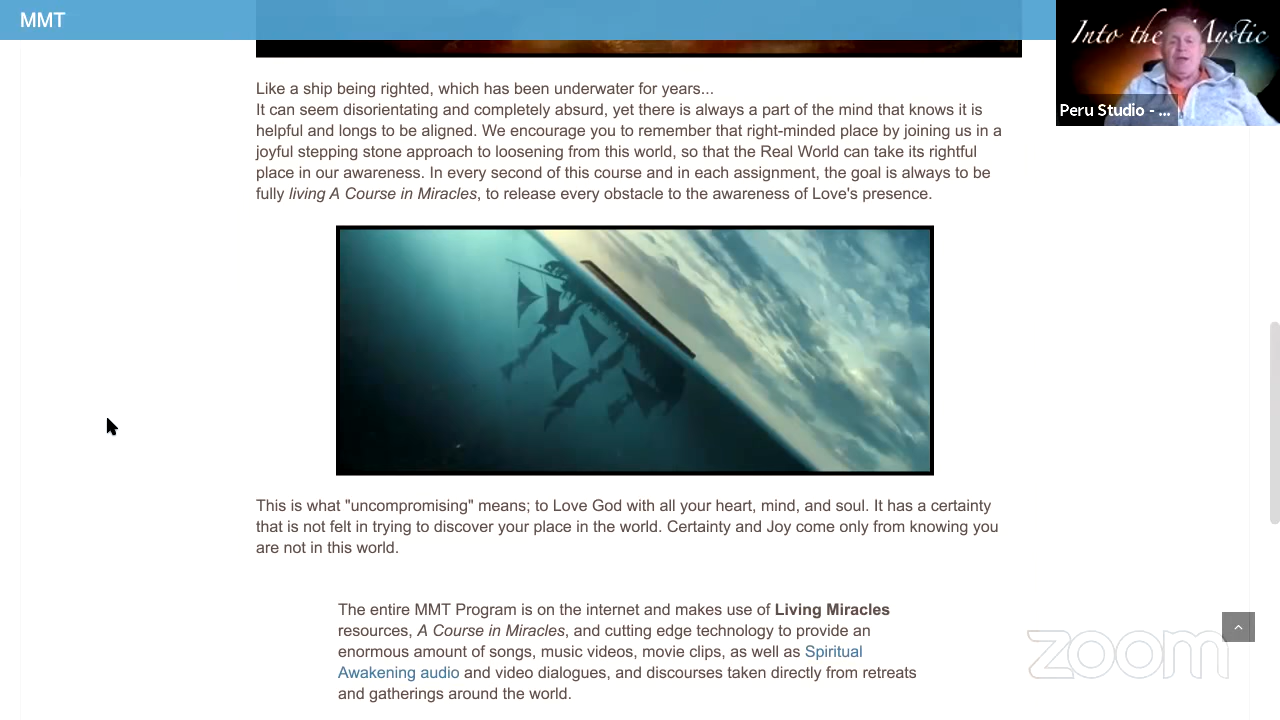 MMT
Into the Mystic
Peru Studio - ...
Like a ship being righted, which has been underwater for years...
It can seem disorientating and completely absurd, yet there is always a part of the mind that knows it is
helpful and longs to be aligned. We encourage you to remember that right-minded place by joining us in a
joyful stepping stone approach to loosening from this world, so that the Real World can take its rightful
place in our awareness. In every second of this course and in each assignment, the goal is always to be
fully living A Course in Miracles, to release every obstacle to the awareness of Love's presence.
This is what "uncompromising" means; to Love God with all your heart, mind, and soul. It has a certainty
that is not felt in trying to discover your place in the world. Certainty and Joy come only from knowing you
are not in this world.
The entire MMT Program is on the internet and makes use of Living Miracles
resources, A Course in Miracles, and cutting edge technology to provide an
enormous amount of songs, music videos, movie clips, as well as Spiritual
Awakening audio and video dialogues, and discourses taken directly from retreats
and gatherings around the world.
zoom